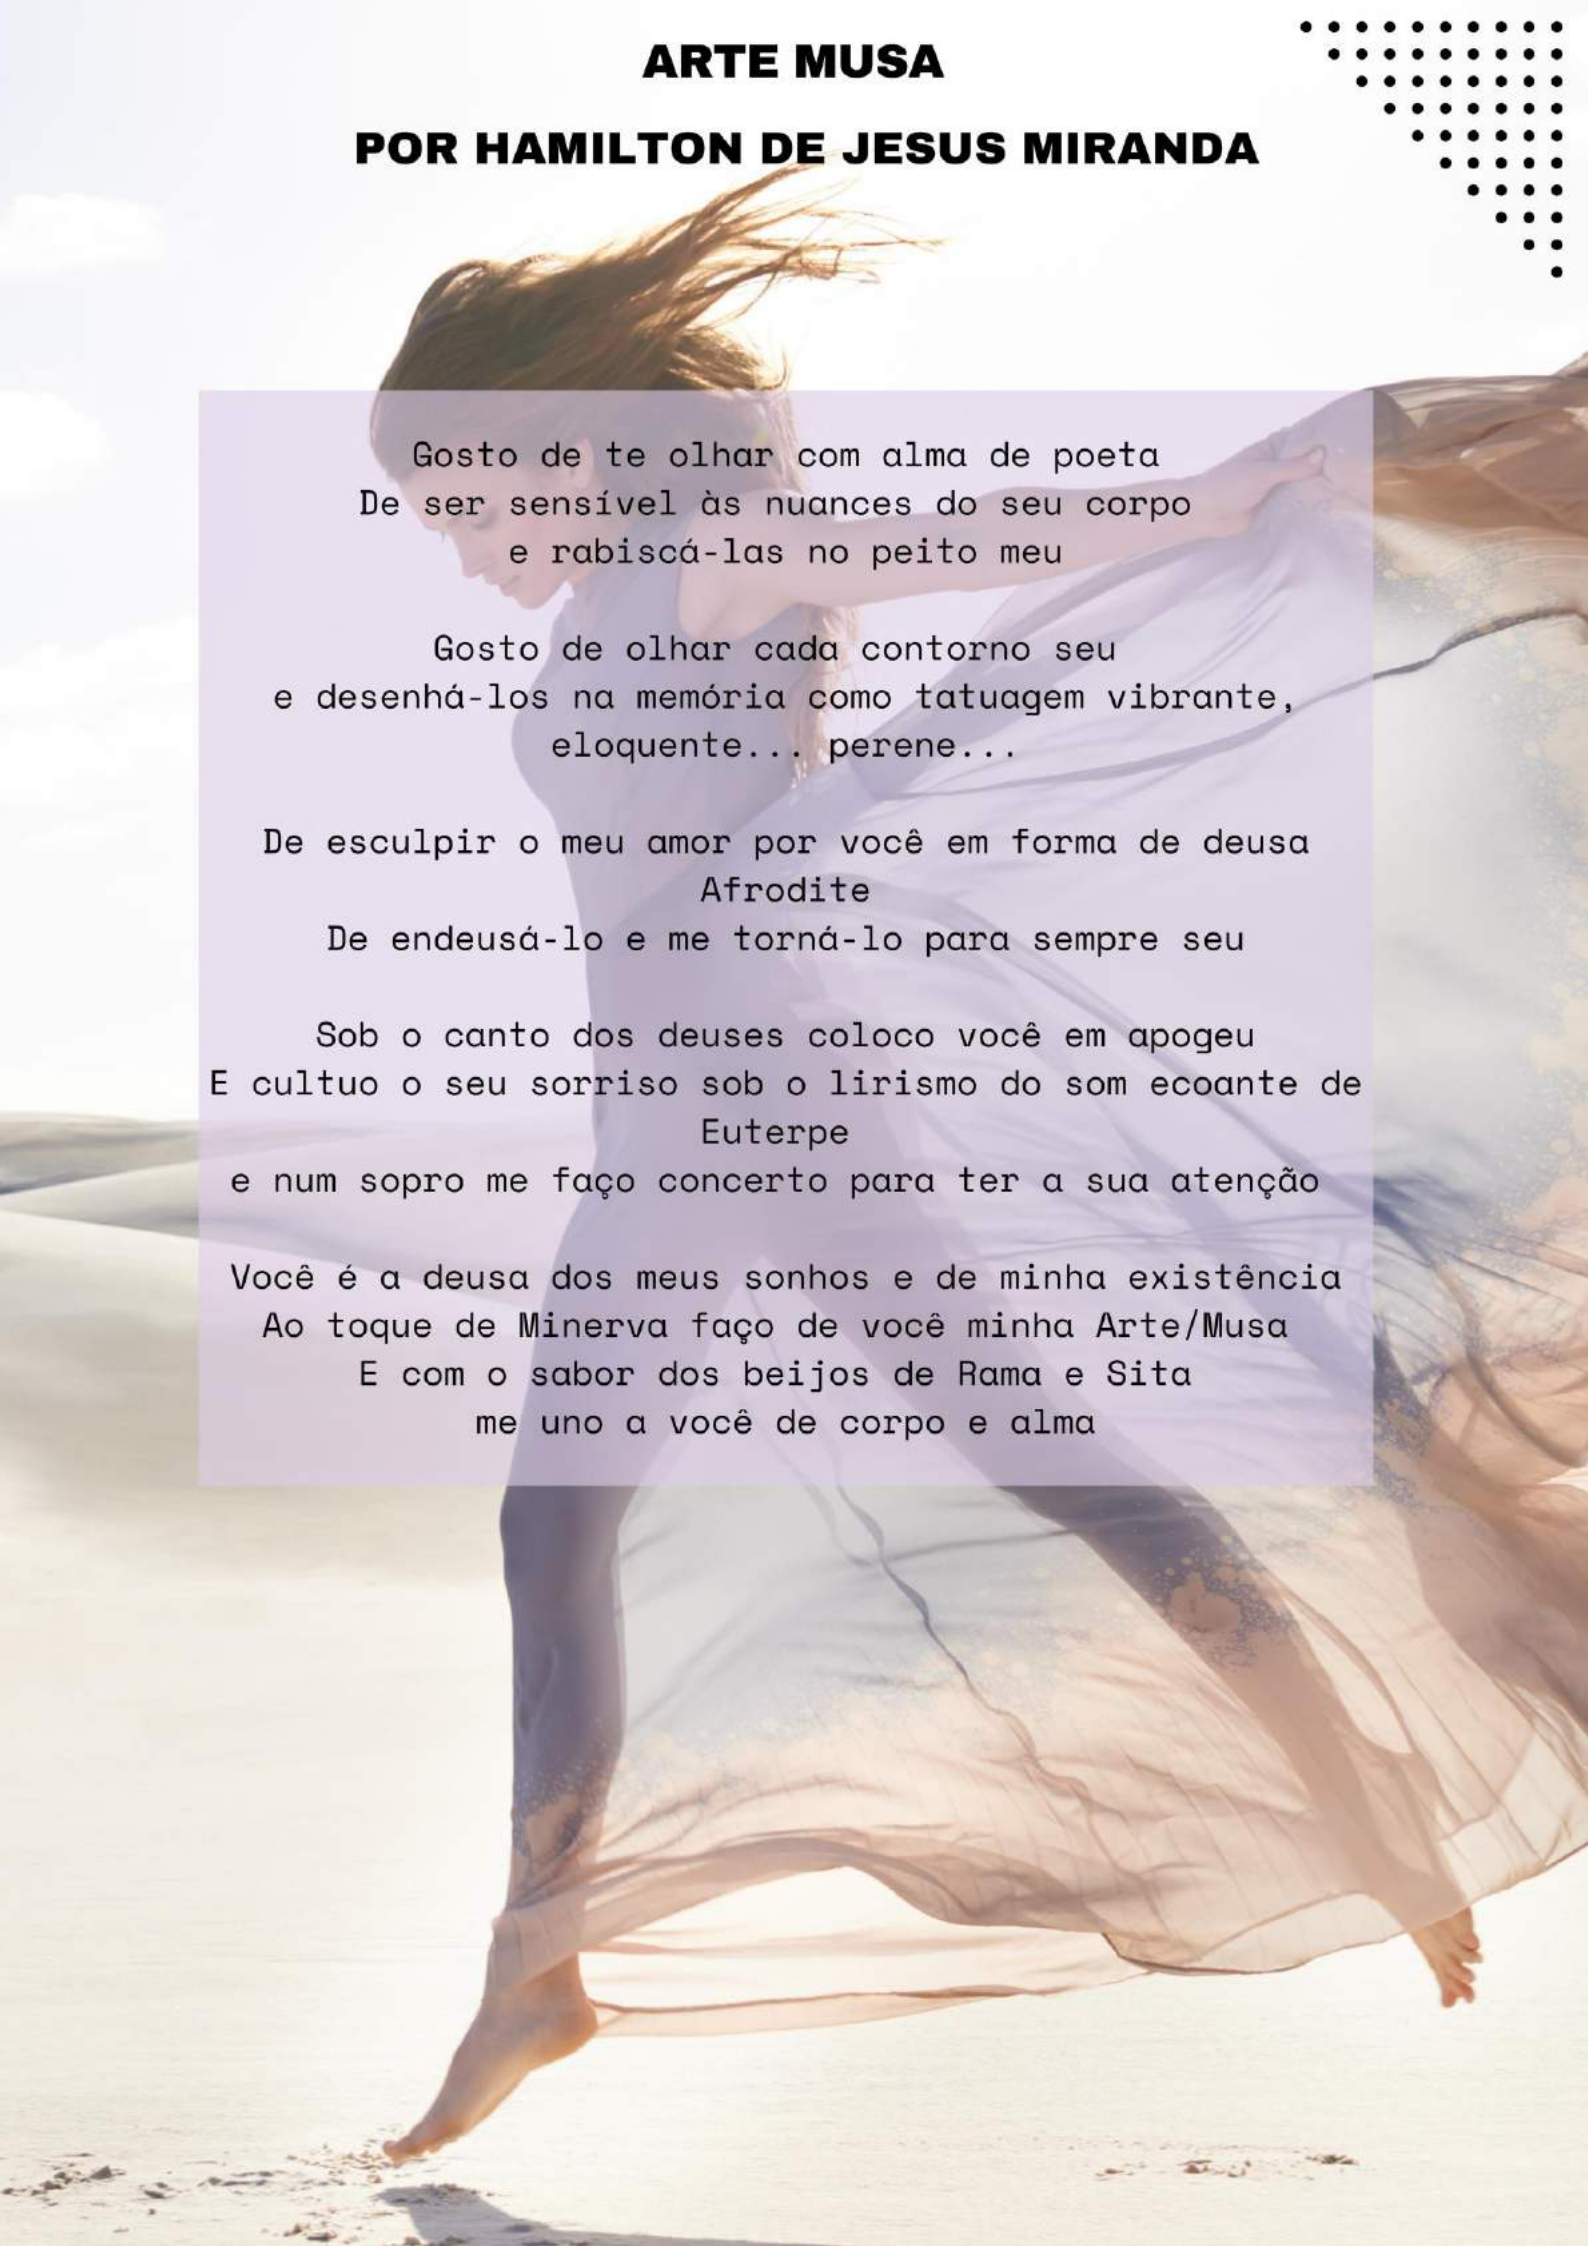 ARTE MUSA
POR HAMILTON DE JESUS MIRANDA
Gosto de te olhar com alma de poeta
De ser sensível às nuances do seu corpo
e rabiscá-las no peito meu
Gosto de olhar cada contorno seu
e desenhá-los na memória como tatuagem vibrante,
eloquente... perene...
De esculpir o meu amor por você em forma de deusa
Afrodite
De endeusá-lo e me torná-lo para sempre seu
Sob o canto dos deuses coloco você em apogeu
E cultuo o seu sorriso sob o lirismo do som ecoante de
Euterpe
e num sopro me faço concerto para ter a sua atenção
Você é a deusa dos meus sonhos e de minha existência
Ao toque de Minerva faço de você minha Arte/Musa
E com o sabor dos beijos de Rama e Sita
me uno a você de corpo e alma